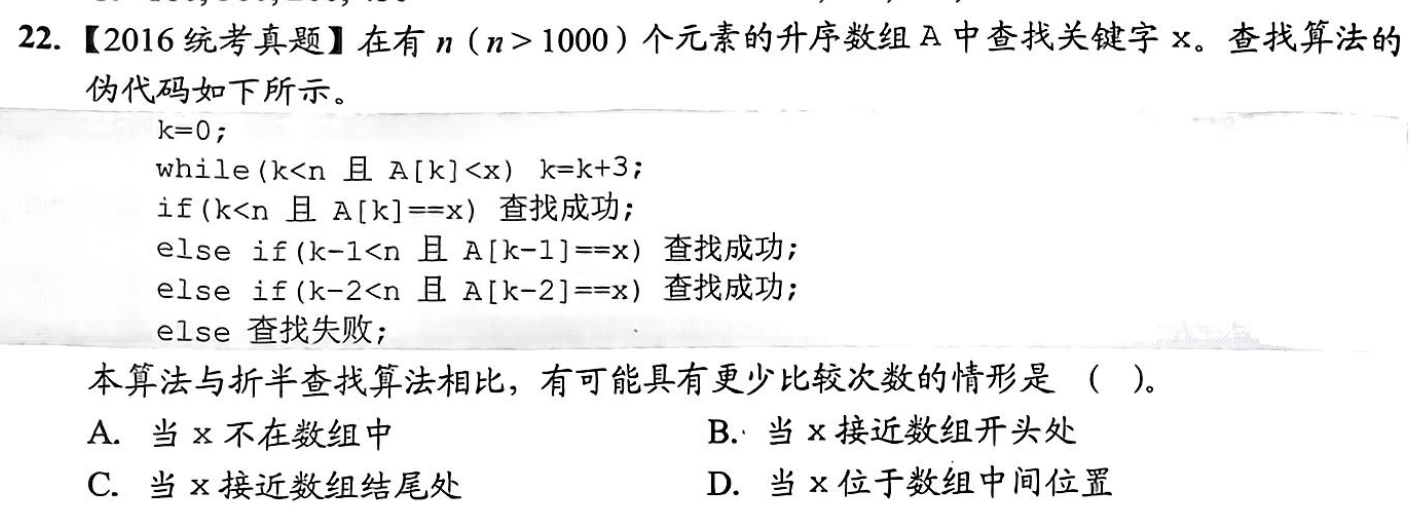 22.【2016 统考真题】在有 n（n＞1000）个元素的升序数组 A 中查找关键字 x。查找算法的
伪代码如下所示。
k=0;
while(k<n 且 A[k]<x) k=k+3;
if(k<n 且 A[k]==x) 查找成功;
else if(k-1<n 且 A[k-1]==x) 查找成功;
else if(k-2<n 且 A[k-2]==x) 查找成功;
else 查找失败;
本算法与折半查找算法相比，有可能具有更少比较次数的情形是（ ）。
A. 当 x 不在数组中 B. 当 x 接近数组开头处
C. 当 x 接近数组结尾处 D. 当 x 位于数组中间位置